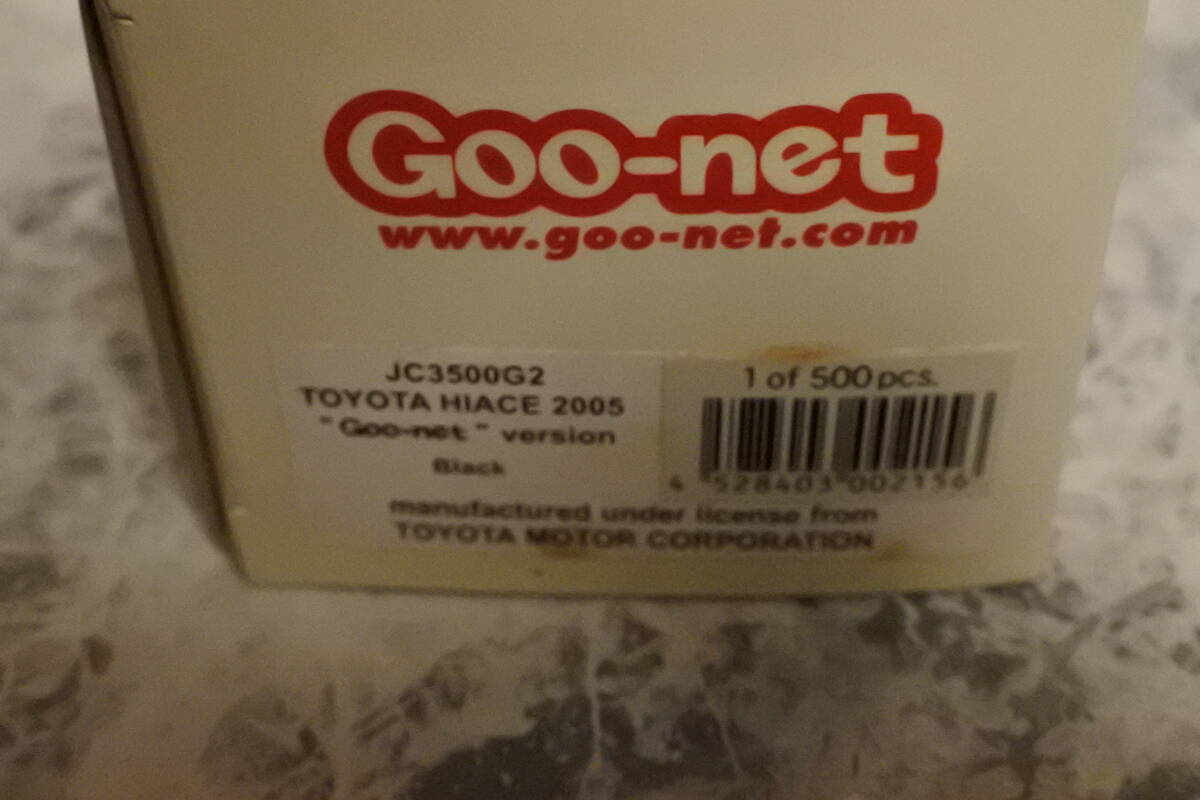 Goo-net
www.goo-net.com
JC3500G2
TOYOTA HIACE 2005
"Goo-net" version
Black
1 of 500 pcs.
4 528403 002156
manufactured under license from
TOYOTA MOTOR CORPORATION